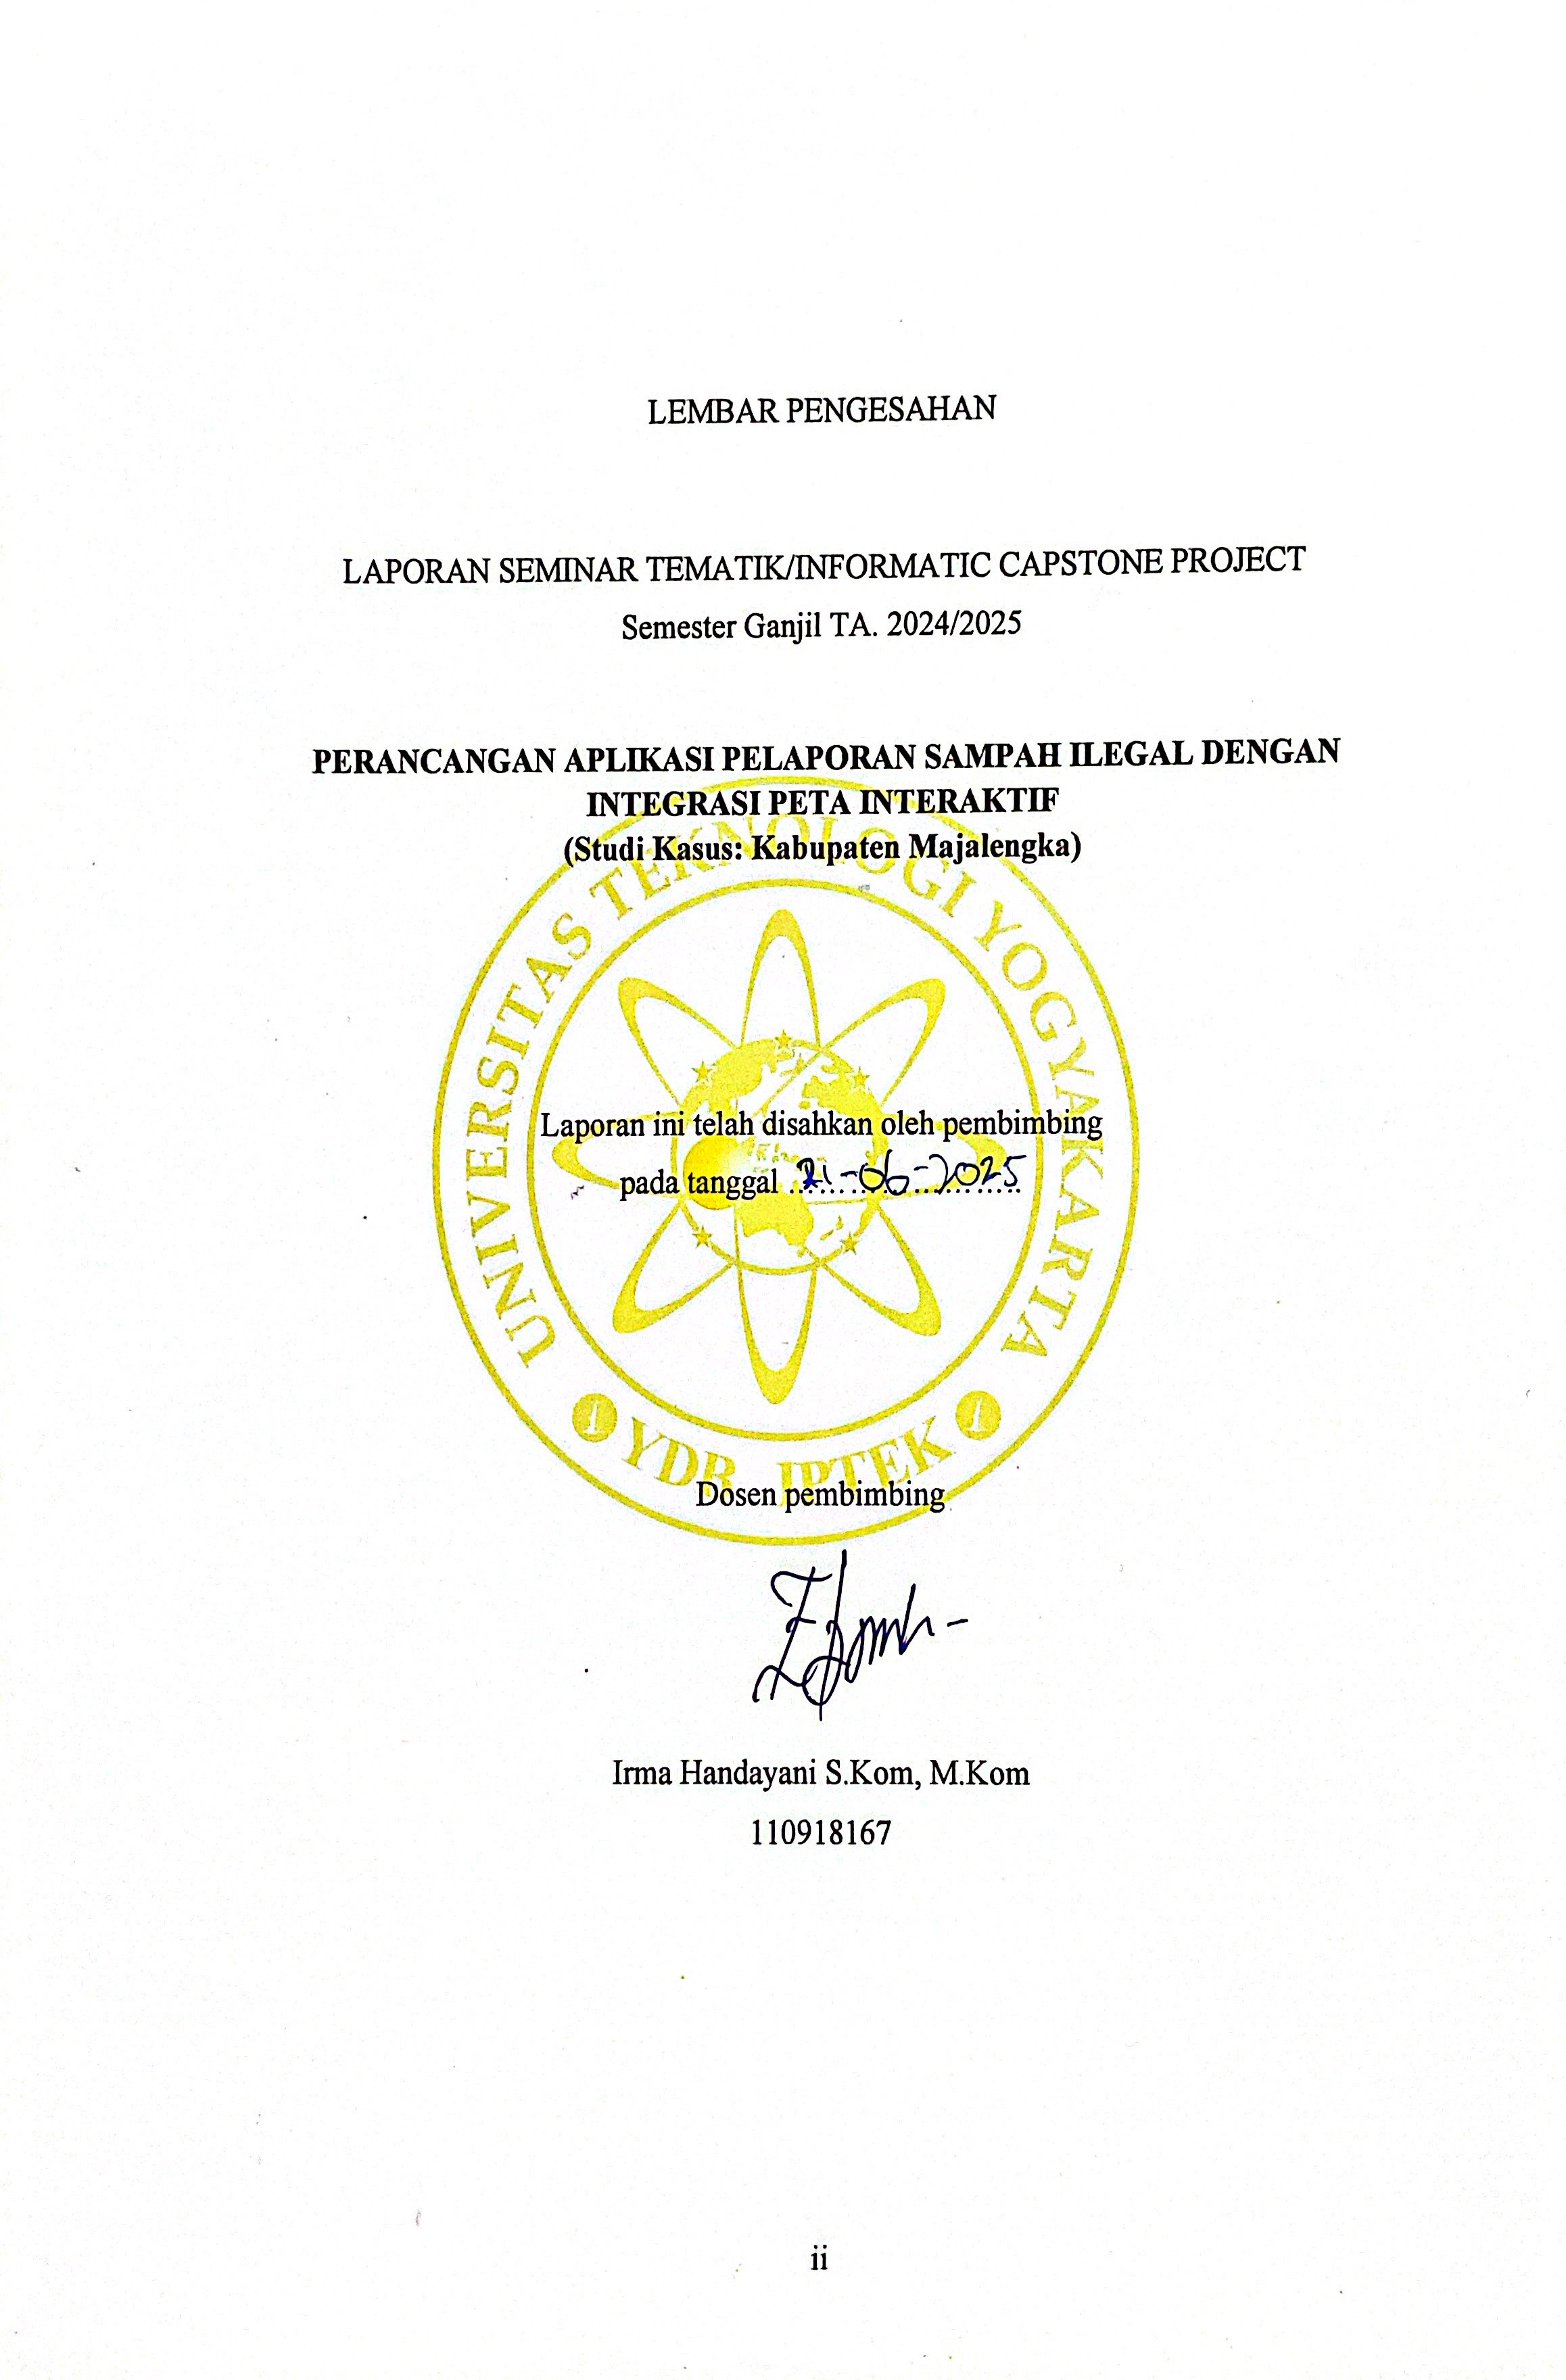 LEMBAR PENGESAHAN
LAPORAN SEMINAR TEMATIK/INFORMATIC CAPSTONE PROJECT
Semester Ganjil TA. 2024/2025
PERANCANGAN APLIKASI PELAPORAN SAMPAH ILEGAL DENGAN
INTEGRASI PETA INTERAKTIF
(Studi Kasus: Kabupaten Majalengka)
UNIVERSITAS TEKNOLOGI YOGYAKARTA
Laporan ini telah disahkan oleh pembimbing
pada tanggal 21-06-2025
YDB IPTEK
Dosen pembimbing
Irma Handayani S.Kom, M.Kom
110918167
ii